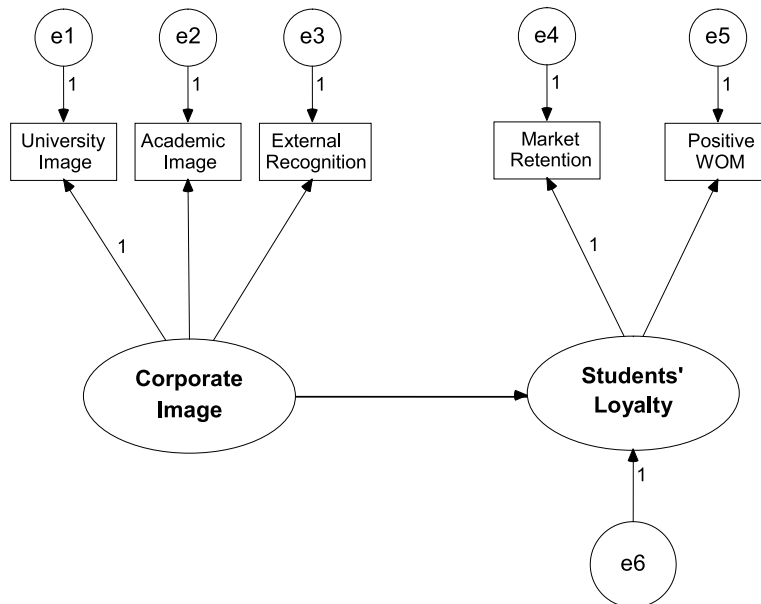 e1
e2
e3
e4
e5
1
1
1
1
1
University
Image
Academic
Image
External
Recognition
Market
Retention
Positive
WOM
1
1
Corporate
Image
Students'
Loyalty
1
e6